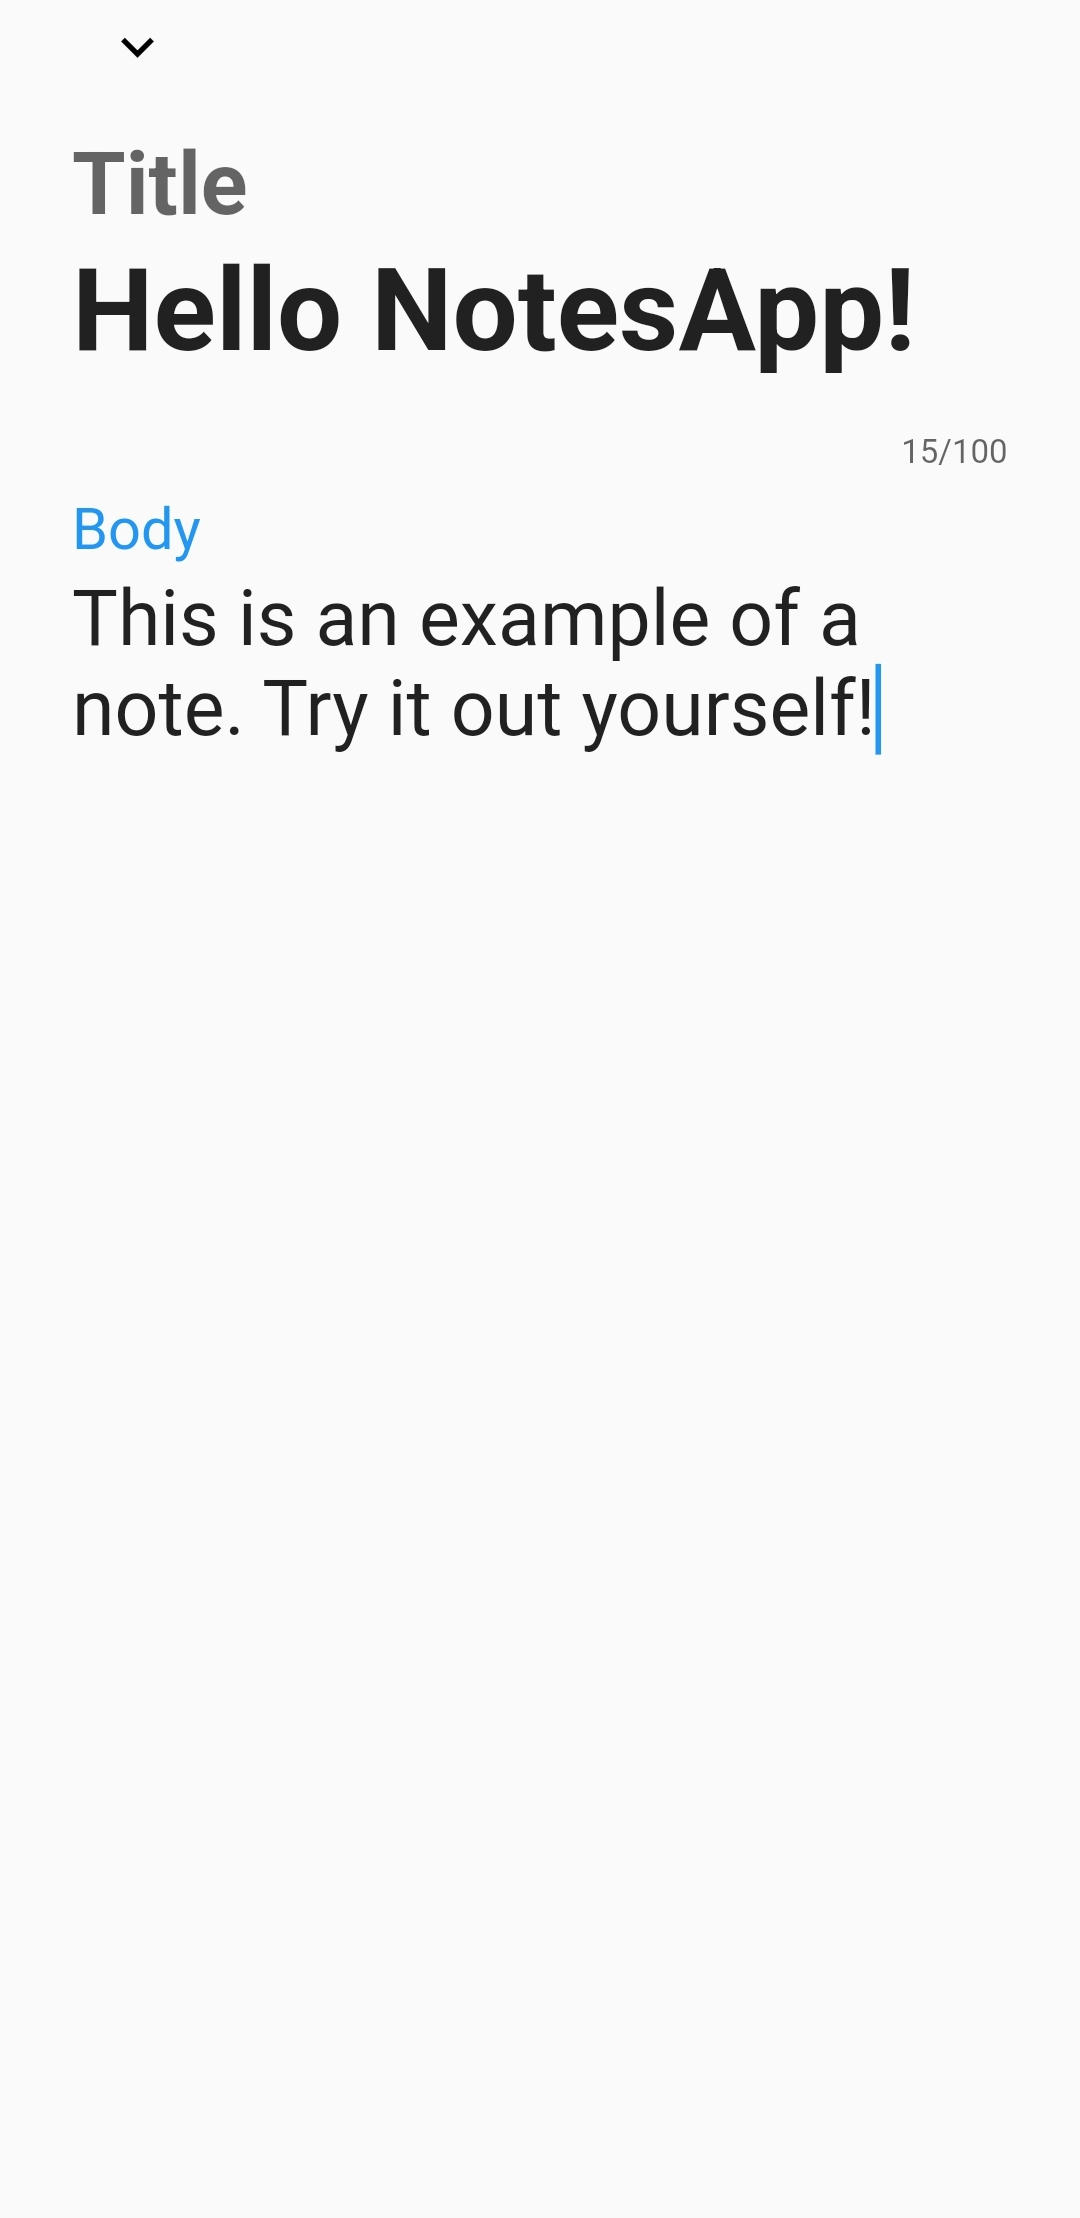 Title
Hello NotesApp!
15/100
Body
This is an example of a
note. Try it out yourself!